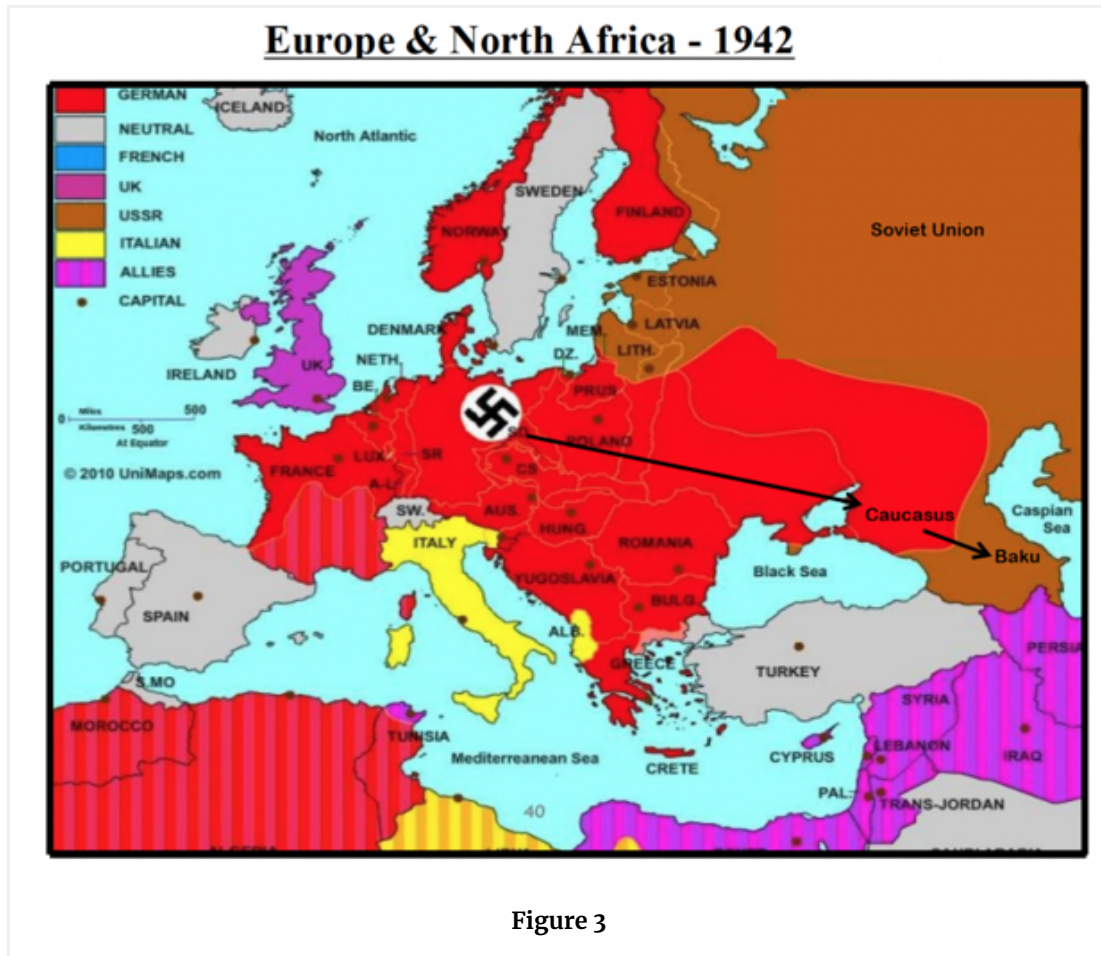 Europe & North Africa - 1942
GERMAN
NEUTRAL
FRENCH
UK
USSR
ITALIAN
ALLIES
CAPITAL
ICELAND
North Atlantic
SWEDEN
FINLAND
NORWAY
Soviet Union
ESTONIA
LATVIA
LITH.
MEM.
DZ.
DENMARK
NETH.
BE.
IRELAND
UK
PRUS
POLAND
Miles
500
0
Kilometres 500
At Equator
© 2010 UniMaps.com
FRANCE
LUX.
SR
A-L.
CS
SW.
AUS.
HUNG.
ITALY
ROMANIA
YUGOSLAVIA
BULG.
ALB.
GREECE
Caucasus
Baku
Caspian
Sea
Black Sea
PORTUGAL
SPAIN
S.MO
MOROCCO
TUNISIA
Mediterranean Sea
CRETE
TURKEY
CYPRUS
SYRIA
LEBANON
PERSIA
IRAQ
PAL.
TRANS-JORDAN
40
Figure 3